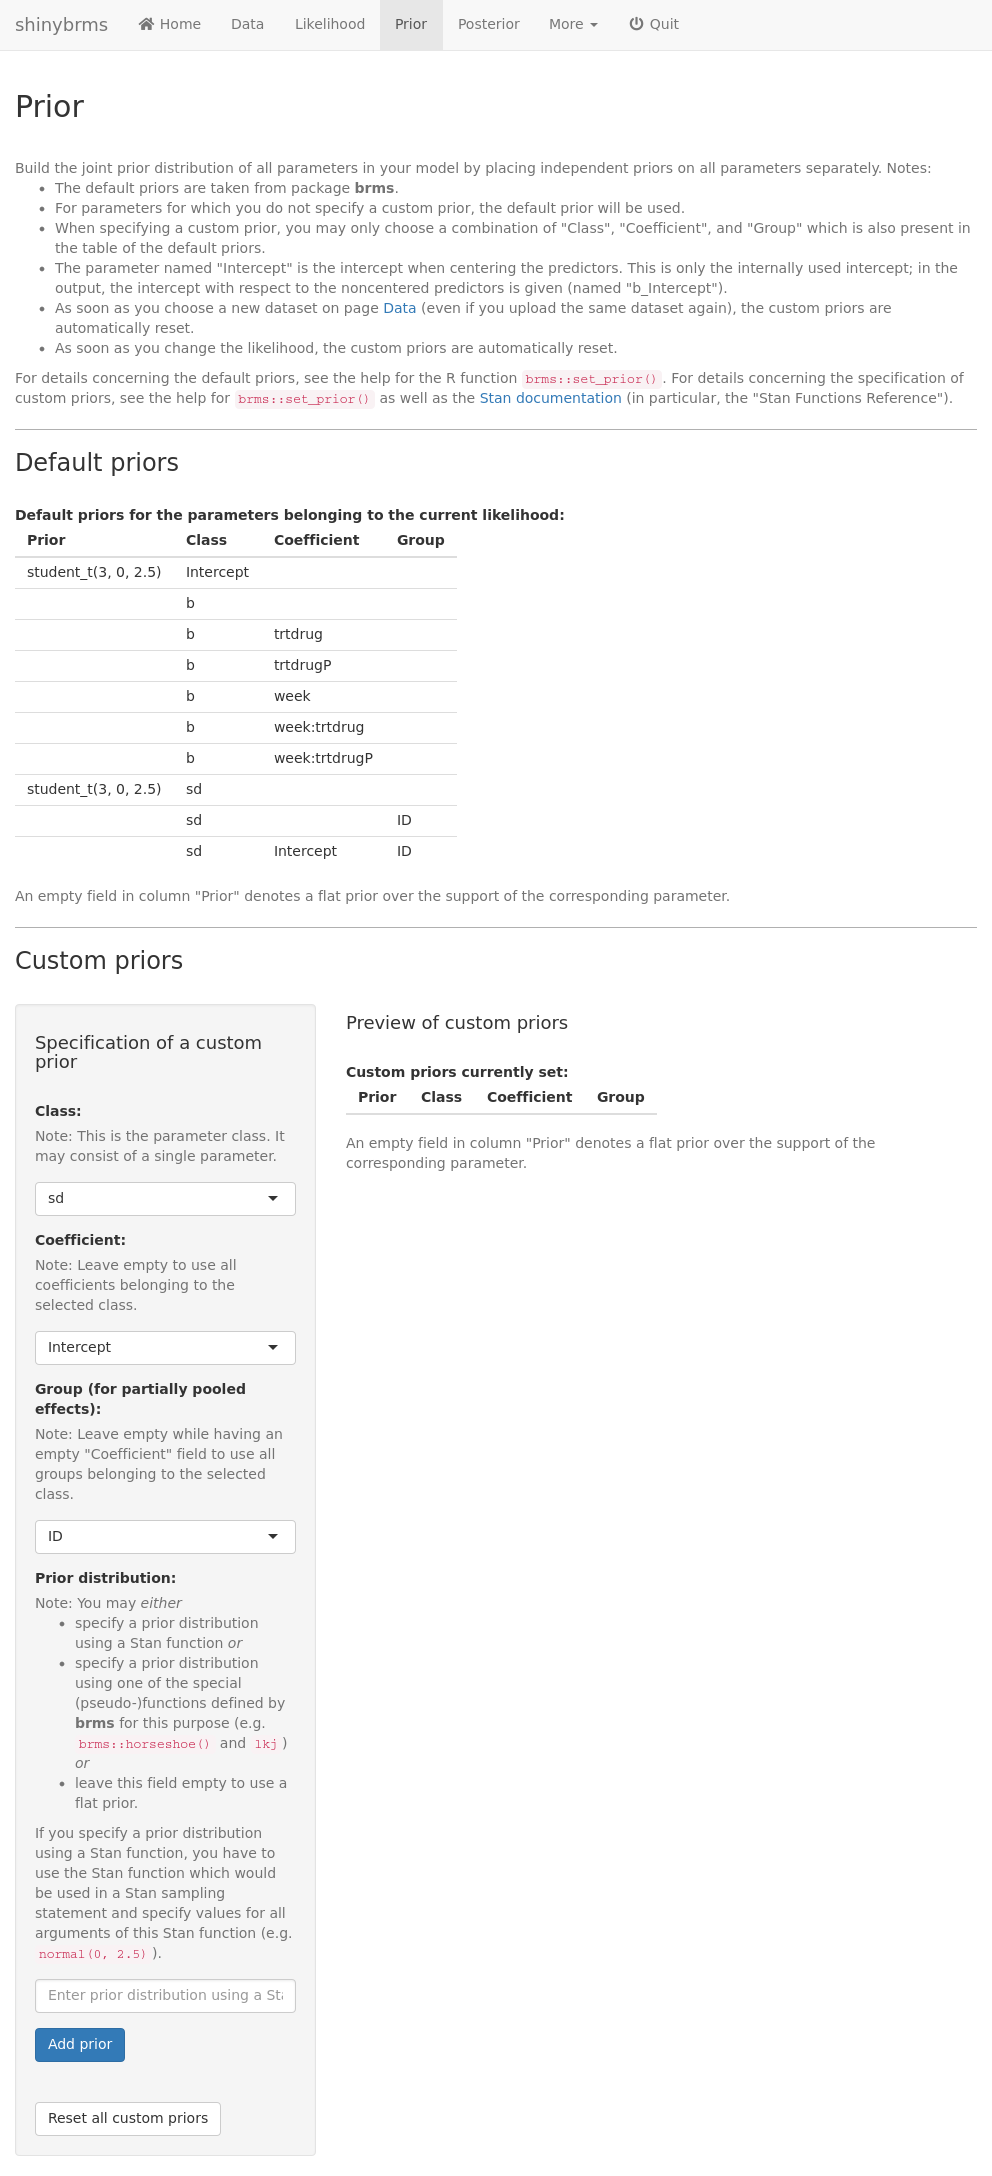 shinybrms Home Data Likelihood Prior Posterior More Quit
Prior
Build the joint prior distribution of all parameters in your model by placing independent priors on all parameters separately. Notes:
• The default priors are taken from package brms.
• For parameters for which you do not specify a custom prior, the default prior will be used.
• When specifying a custom prior, you may only choose a combination of "Class", "Coefficient", and "Group" which is also present in
the table of the default priors.
• The parameter named "Intercept" is the intercept when centering the predictors. This is only the internally used intercept; in the
output, the intercept with respect to the noncentered predictors is given (named "b_Intercept").
• As soon as you choose a new dataset on page Data (even if you upload the same dataset again), the custom priors are
automatically reset.
• As soon as you change the likelihood, the custom priors are automatically reset.
For details concerning the default priors, see the help for the R function brms::set_prior(). For details concerning the specification of
custom priors, see the help for brms::set_prior() as well as the Stan documentation (in particular, the "Stan Functions Reference").
Default priors
Default priors for the parameters belonging to the current likelihood:
Prior Class Coefficient Group
student_t(3, 0, 2.5) Intercept
b
b trtdrug
b trtdrugP
b week
b week:trtdrug
b week:trtdrugP
student_t(3, 0, 2.5) sd
sd ID
sd Intercept ID
An empty field in column "Prior" denotes a flat prior over the support of the corresponding parameter.
Custom priors
Specification of a custom
prior
Class:
Note: This is the parameter class. It
may consist of a single parameter.
sd
Coefficient:
Note: Leave empty to use all
coefficients belonging to the
selected class.
Intercept
Group (for partially pooled
effects):
Note: Leave empty while having an
empty "Coefficient" field to use all
groups belonging to the selected
class.
ID
Prior distribution:
Note: You may either
• specify a prior distribution
using a Stan function or
• specify a prior distribution
using one of the special
(pseudo-)functions defined by
brms for this purpose (e.g.
brms::horseshoe() and lkj)
or
• leave this field empty to use a
flat prior.
If you specify a prior distribution
using a Stan function, you have to
use the Stan function which would
be used in a Stan sampling
statement and specify values for all
arguments of this Stan function (e.g.
normal(0, 2.5)).
Enter prior distribution using a Sta
Add prior
Reset all custom priors
Preview of custom priors
Custom priors currently set:
Prior Class Coefficient Group
An empty field in column "Prior" denotes a flat prior over the support of the
corresponding parameter.